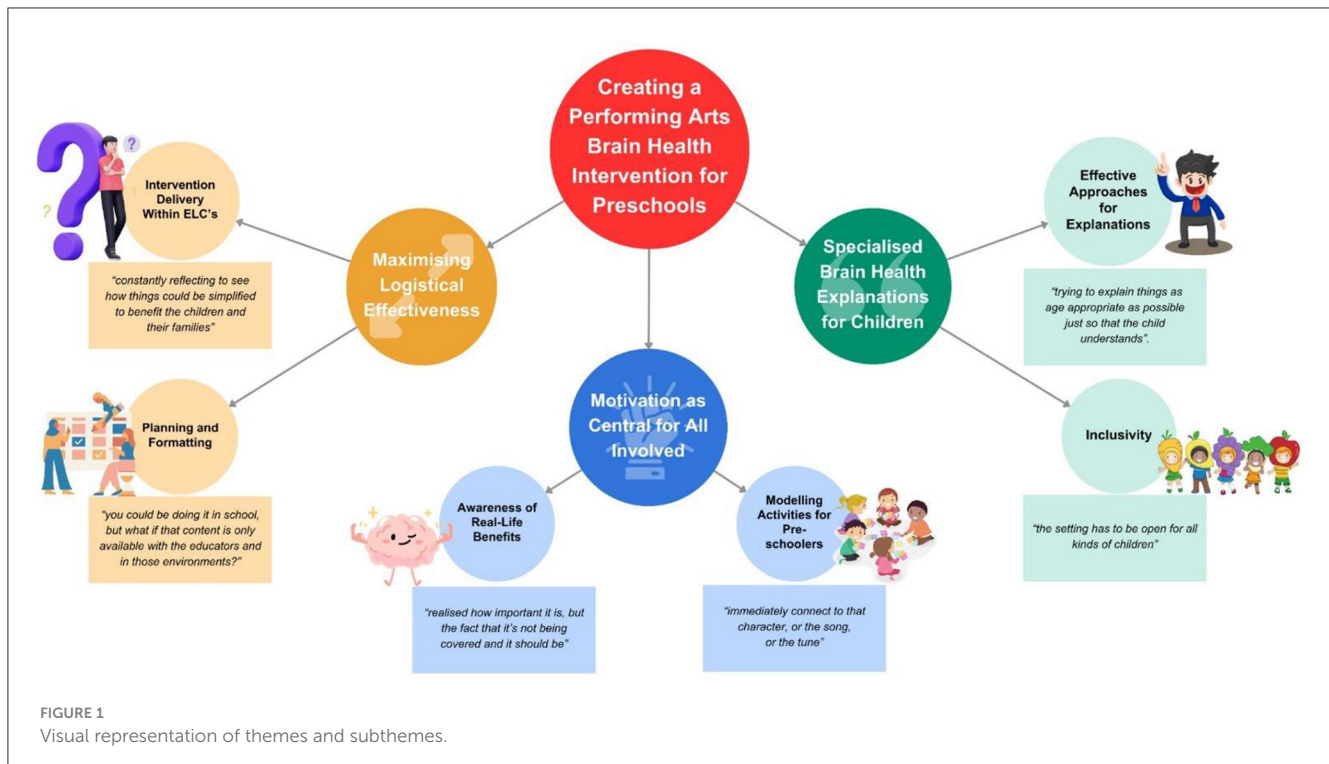 Creating a
Performing Arts
Brain Health
Intervention for
Preschools
?
?
?
Intervention
Delivery
Within ELC's
"constantly reflecting to see
how things could be simplified
to benefit the children and
their families"
Maximising
Logistical
Effectiveness
Planning and
Formatting
"you could be doing it in school,
but what if that content is only
available with the educators and
in those environments?"
Motivation as
Central for All
Involved
Awareness of
Real-Life
Benefits
"realised how important it is, but
the fact that it's not being
covered and it should be"
Modelling
Activities for
Pre-
schoolers
"immediately connect to that
character, or the song,
or the tune"
Specialised
Brain Health
Explanations
for Children
Effective
Approaches
for
Explanations
"trying to explain things as
age appropriate as possible
just so that the child
understands".
Inclusivity
"the setting has to be open for all
kinds of children"
FIGURE 1
Visual representation of themes and subthemes.